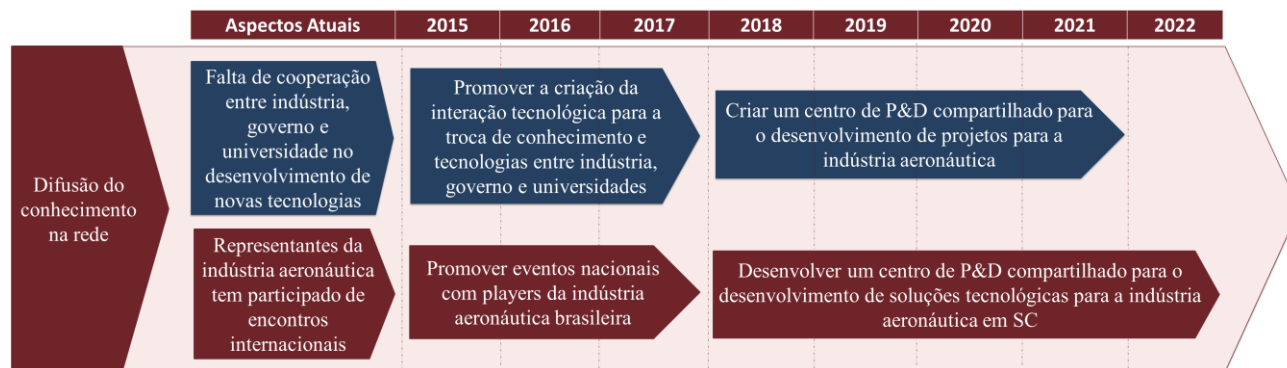 Aspectos Atuais 2015 2016 2017 2018 2019 2020 2021 2022
Difusão do
conhecimento
na rede
Falta de cooperação
entre indústria,
governo e
universidade no
desenvolvimento de
novas tecnologias
Promover a criação da
interação tecnológica para a
troca de conhecimento e
tecnologias entre indústria,
governo e universidades
Criar um centro de P&D compartilhado para
o desenvolvimento de projetos para a
indústria aeronáutica
Representantes da
indústria aeronáutica
tem participado de
encontros
internacionais
Promover eventos nacionais
com players da indústria
aeronáutica brasileira
Desenvolver um centro de P&D compartilhado para o
desenvolvimento de soluções tecnológicas para a indústria
aeronáutica em SC